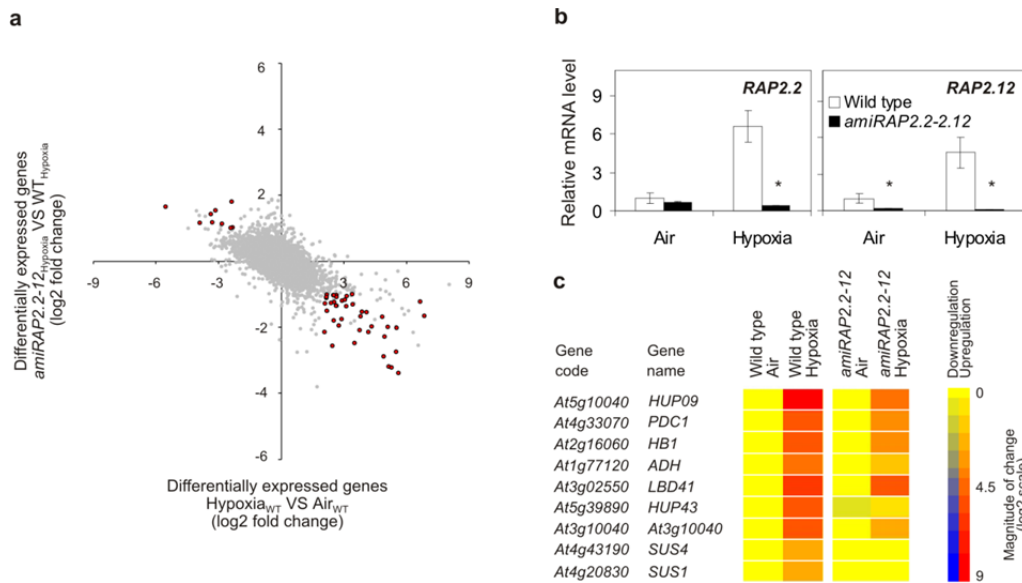 a
6
4
2
-9
-6
-3
3
6
9
-2
-4
-6
Differentially expressed genes
amiRAP2.2-12Hypoxia VS WTHypoxia
(log2 fold change)
Differentially expressed genes
HypoxiaWT VS AirWT
(log2 fold change)
b
Relative mRNA level
9
6
3
0
RAP2.2
*
Air
Hypoxia
RAP2.12
Wild type
amiRAP2.2-2.12
*
*
Air
Hypoxia
c
Gene
code
Gene
name
Wild type
Air
Wild type
Hypoxia
amiRAP2.2-12
Air
amiRAP2.2-12
Hypoxia
Downregulation
Upregulation
At5g10040 HUP09
At4g33070 PDC1
At2g16060 HB1
At1g77120 ADH
At3g02550 LBD41
At5g39890 HUP43
At3g10040 At3g10040
At4g43190 SUS4
At4g20830 SUS1
0
4.5
9
Magnitude of change
(log2 scale)